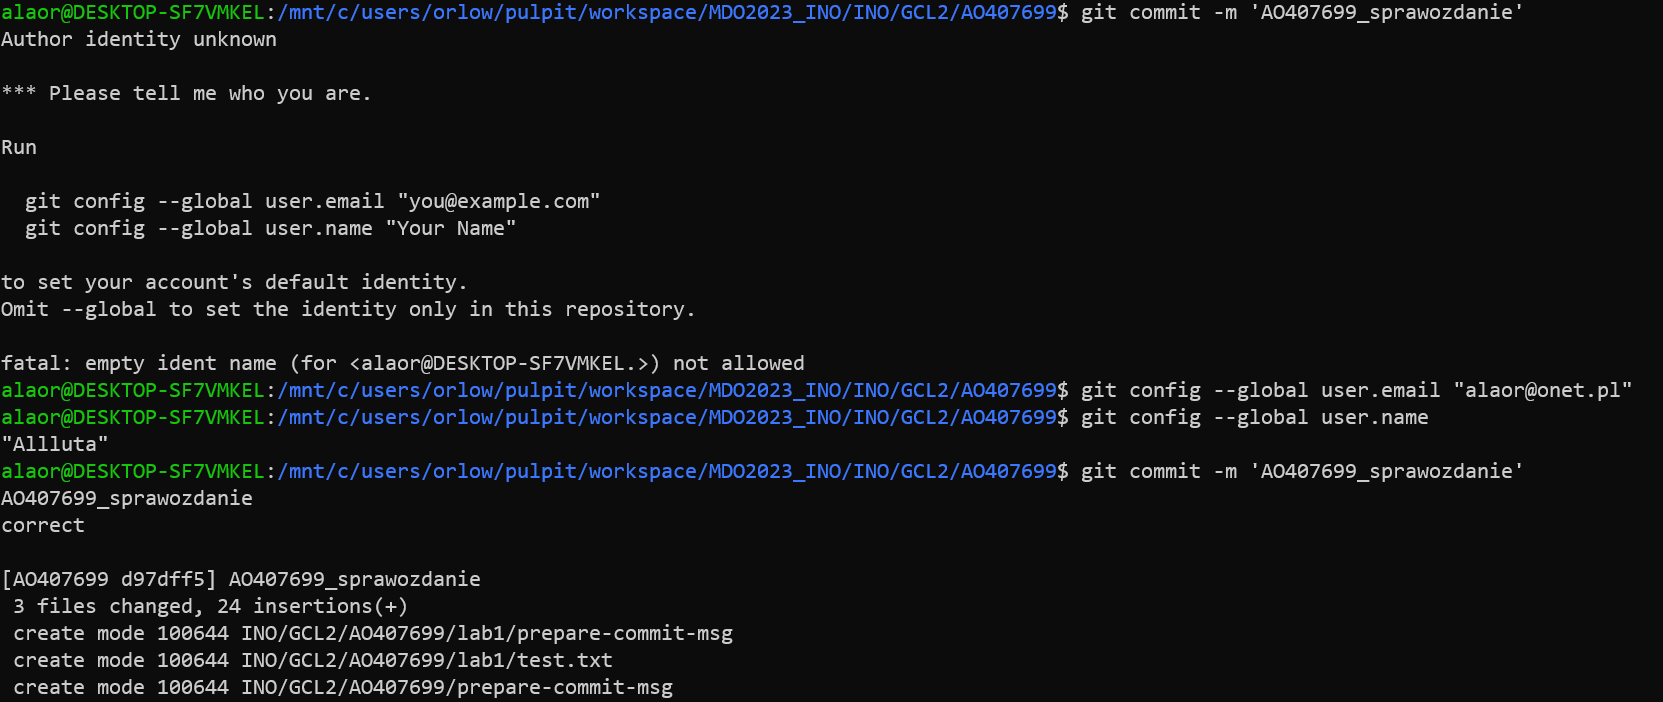 alaor@DESKTOP-SF7VMKEL:/mnt/c/users/orlow/pulpit/workspace/MDO2023_INO/INO/GCL2/AO407699$ git commit -m 'AO407699_sprawozdanie'
Author identity unknown
*** Please tell me who you are.
Run
  git config --global user.email "you@example.com"
  git config --global user.name "Your Name"
to set your account's default identity.
Omit --global to set the identity only in this repository.
fatal: empty ident name (for <alaor@DESKTOP-SF7VMKEL.>) not allowed
alaor@DESKTOP-SF7VMKEL:/mnt/c/users/orlow/pulpit/workspace/MDO2023_INO/INO/GCL2/AO407699$ git config --global user.email "alaor@onet.pl"
alaor@DESKTOP-SF7VMKEL:/mnt/c/users/orlow/pulpit/workspace/MDO2023_INO/INO/GCL2/AO407699$ git config --global user.name
"Allluta"
alaor@DESKTOP-SF7VMKEL:/mnt/c/users/orlow/pulpit/workspace/MDO2023_INO/INO/GCL2/AO407699$ git commit -m 'AO407699_sprawozdanie'
AO407699_sprawozdanie
correct
[AO407699 d97dff5] AO407699_sprawozdanie
 3 files changed, 24 insertions(+)
 create mode 100644 INO/GCL2/AO407699/lab1/prepare-commit-msg
 create mode 100644 INO/GCL2/AO407699/lab1/test.txt
 create mode 100644 INO/GCL2/AO407699/prepare-commit-msg